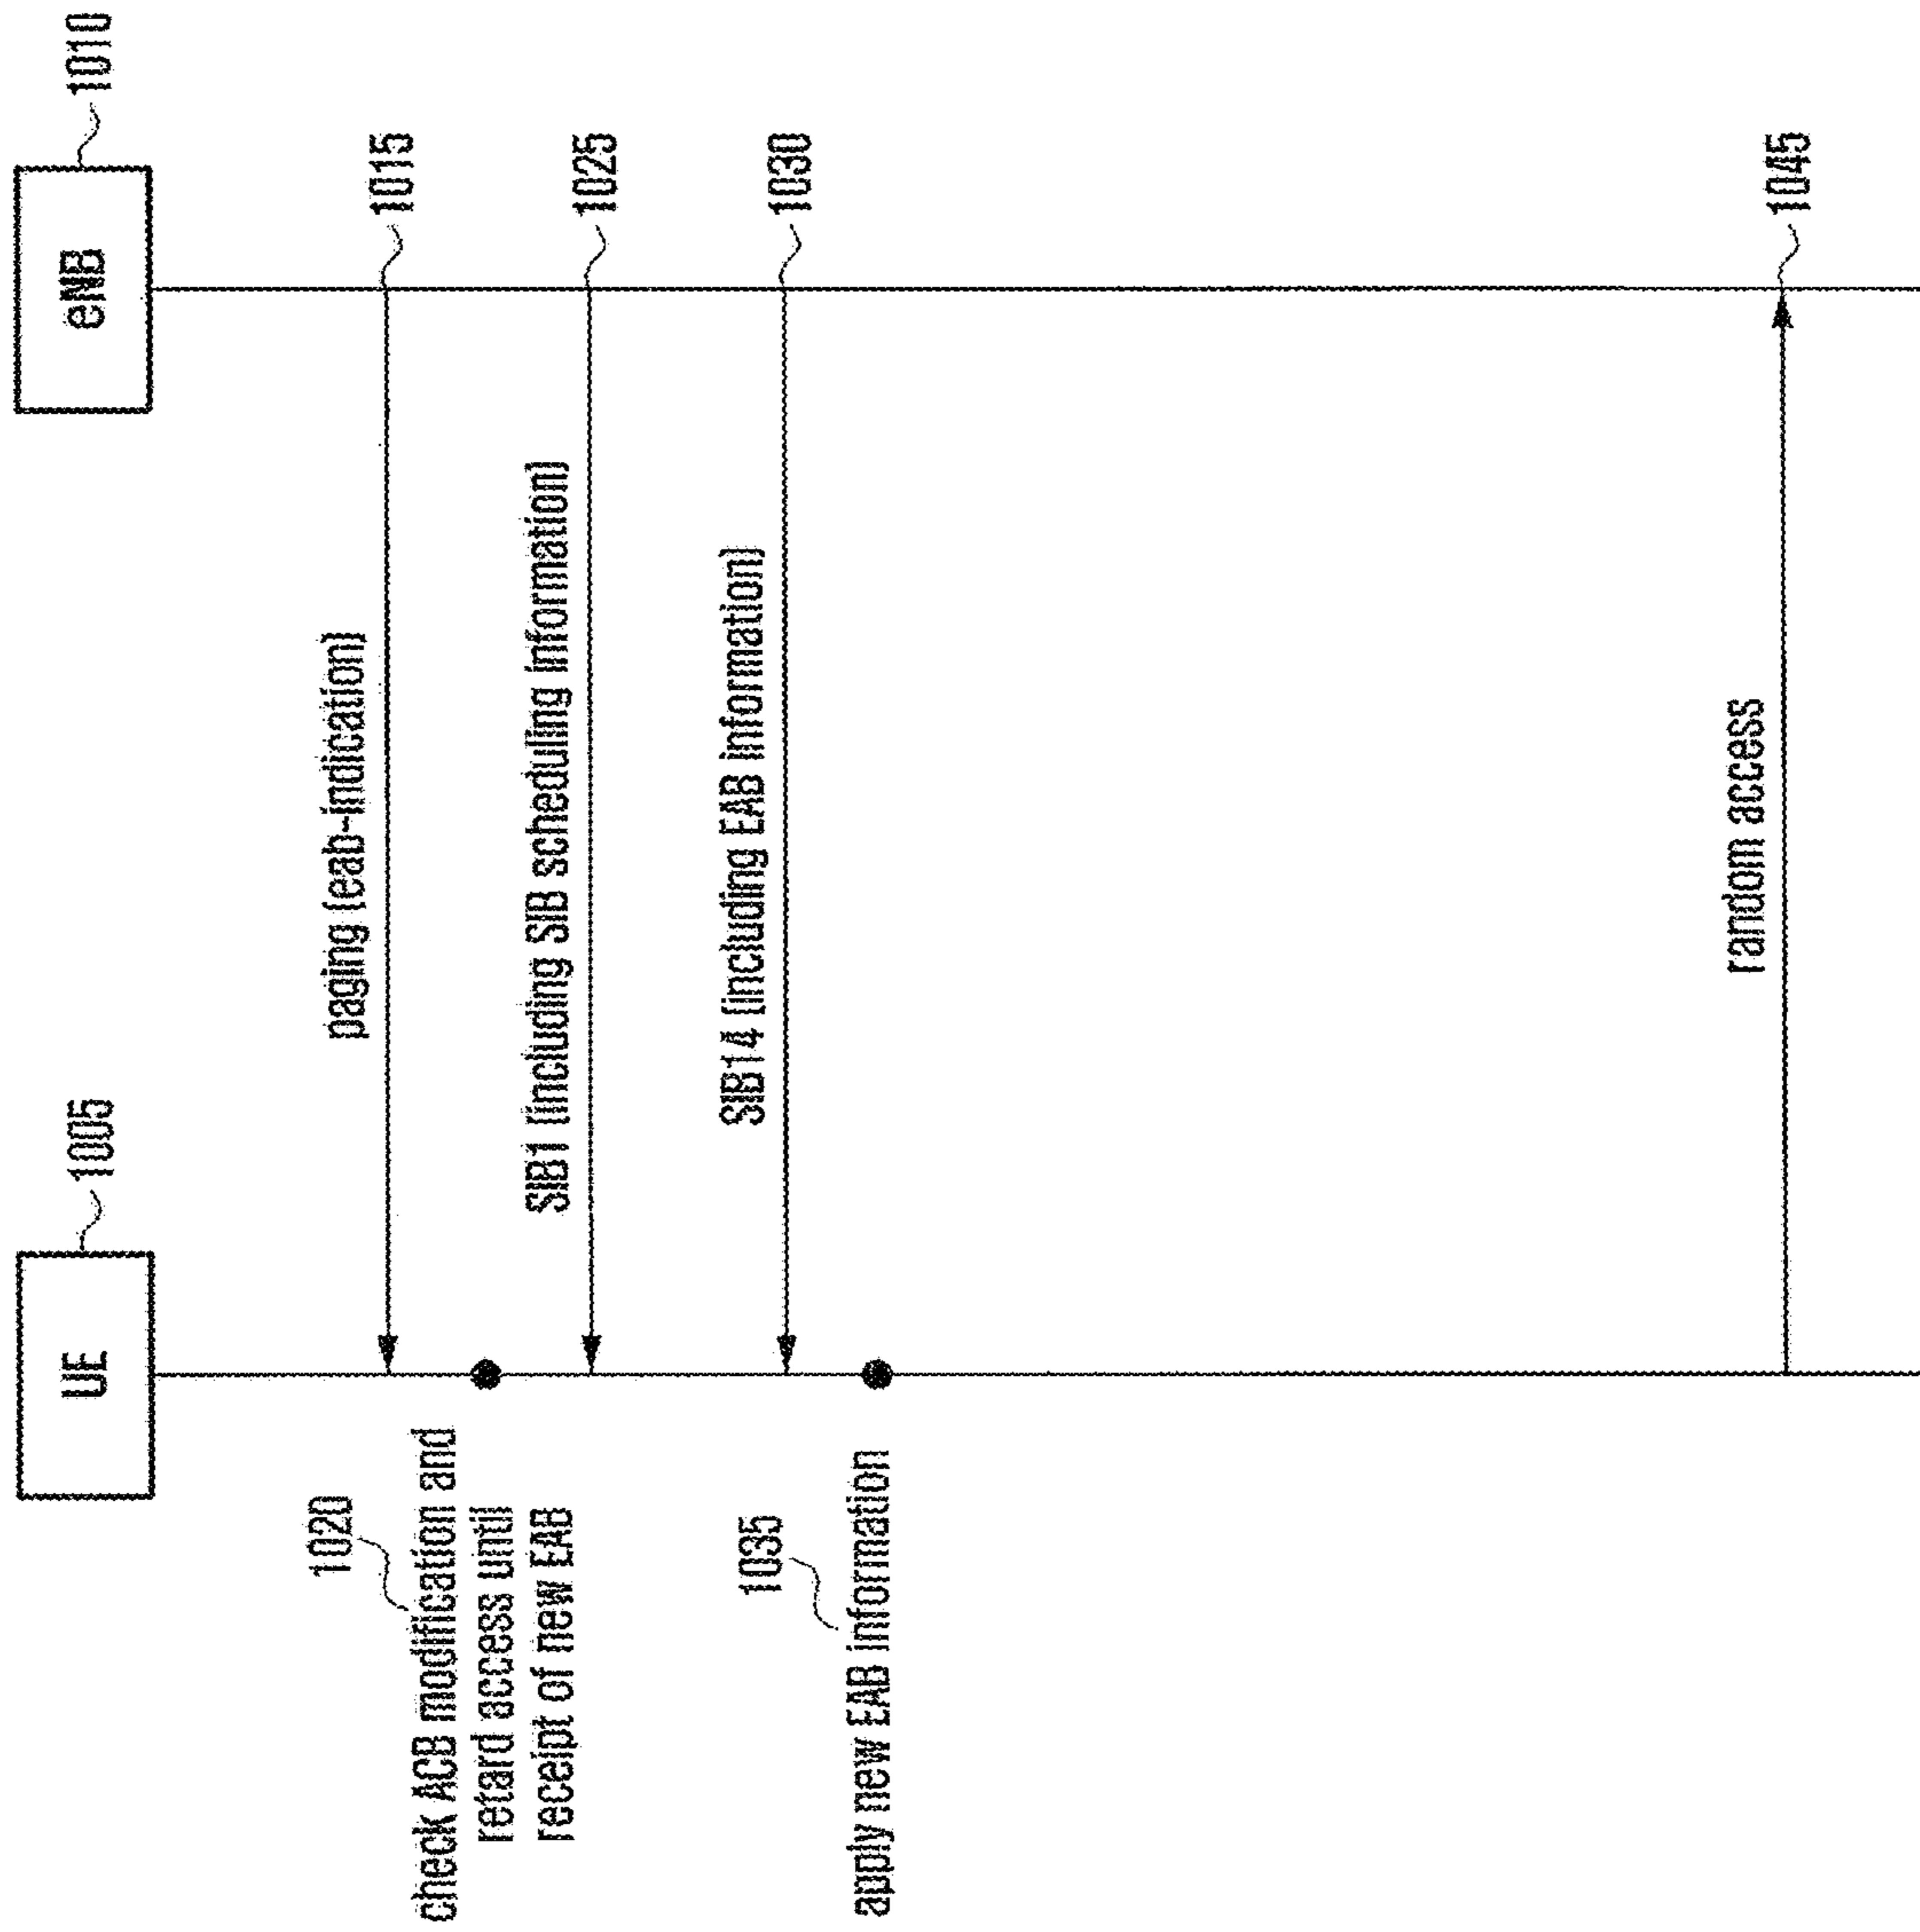 UE
1005
eNB
1010
paging (eab-indication)
1015
1020
check ACB modification and
retard access until
receipt of new EAB
SIB1 (including SIB scheduling information)
1025
SIB14 (including EAB information)
1030
1035
apply new EAB information
random access
1045